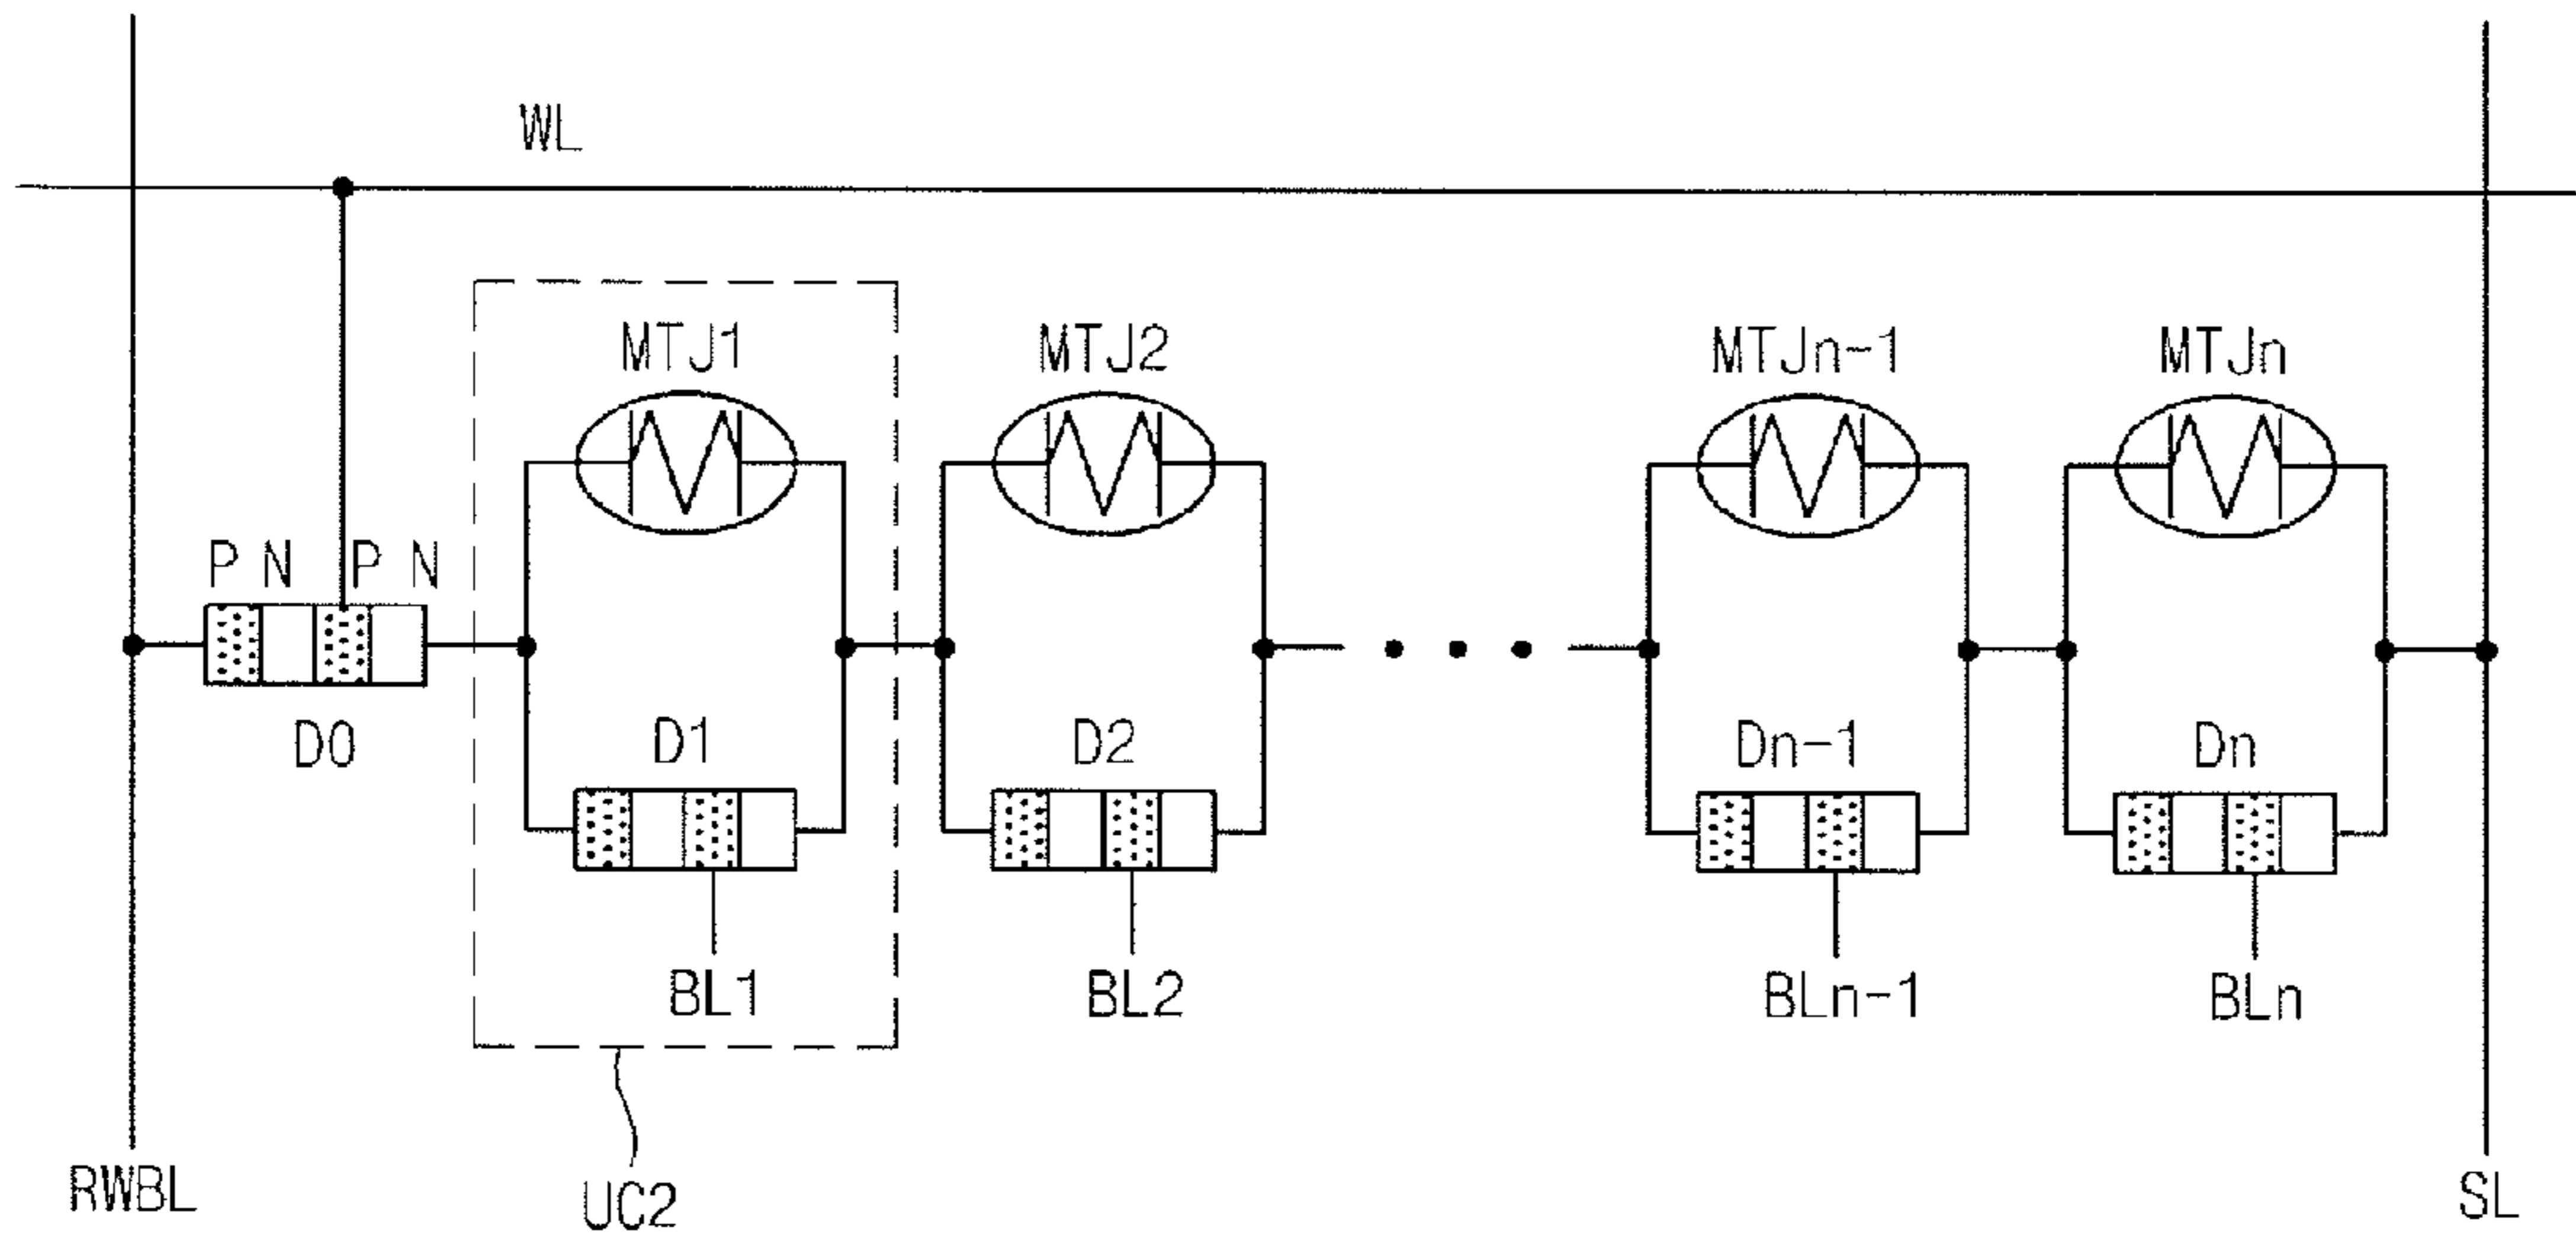 WL
MTJ1 MTJ2 MTJn-1 MTJn
P N P N
D0 D1 D2 Dn-1 Dn
BL1 BL2 BLn-1 BLn
RWBL UC2 SL